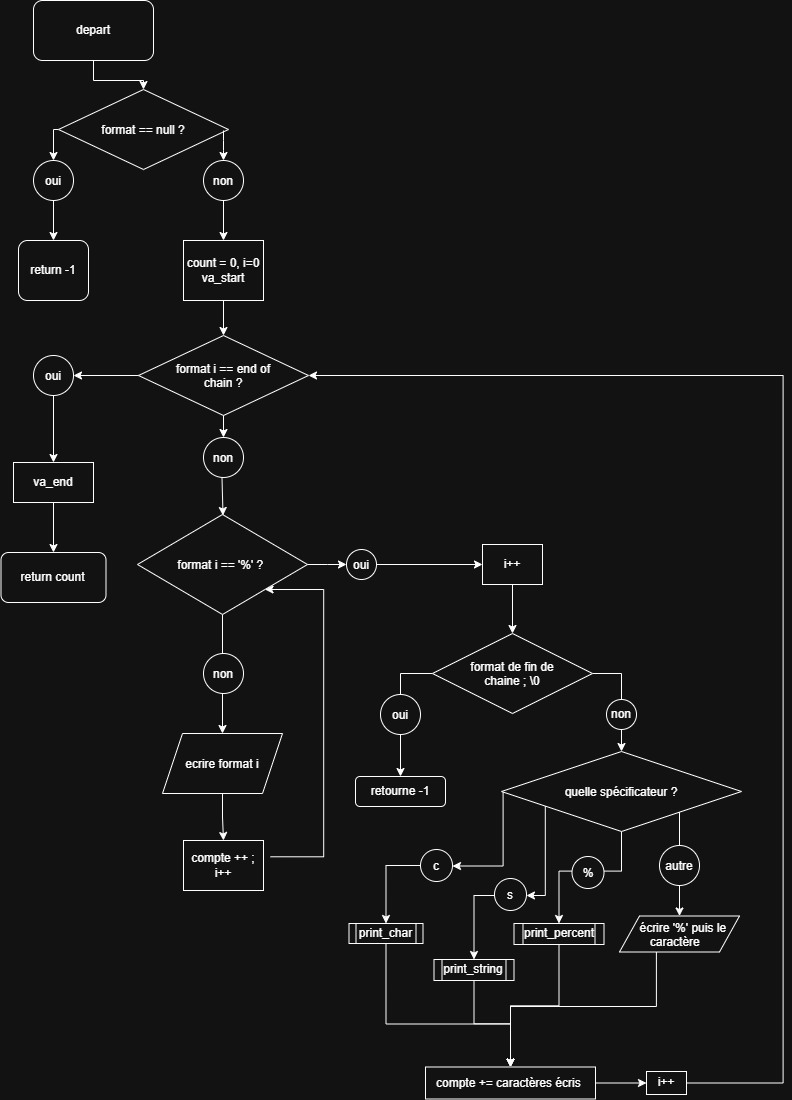 depart
format == null ?
oui
non
return -1
count = 0, i=0
va_start
format i == end of
chain ?
oui
non
va_end
return count
format i == '%' ?
oui
i++
non
format de fin de
chaine ; \0
oui
non
ecrire format i
retourne -1
quelle spécificateur ?
compte ++ ;
i++
c
s
%
autre
print_char
print_string
print_percent
écrire '%' puis le
caractère
compte += caractères écris
i++